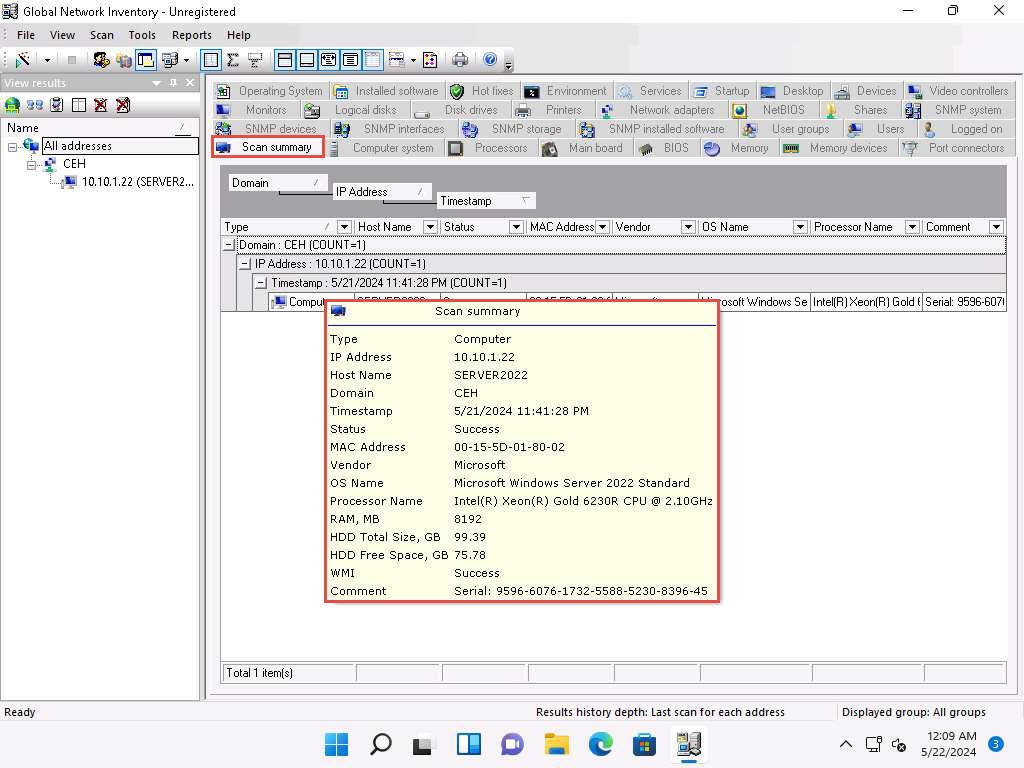 Global Network Inventory - Unregistered
File View Scan Tools Reports Help
View results
Name
All addresses
CEH
10.10.1.22 (SERVER2...
Operating System Installed software Hot fixes Environment Services Startup Desktop Devices Video controllers
Monitors Logical disks Disk drives Printers Network adapters NetBIOS Shares SNMP system
SNMP devices SNMP interfaces SNMP storage SNMP installed software User groups Users Logged on
Scan summary Computer system Processors Main board BIOS Memory Memory devices Port connectors
Domain
IP Address
Timestamp
Type Host Name Status MAC Address Vendor OS Name Processor Name Comment
Domain : CEH (COUNT=1)
IP Address : 10.10.1.22 (COUNT=1)
Timestamp : 5/21/2024 11:41:28 PM (COUNT=1)
Windows Se Intel(R) Xeon(R) Gold Serial: 9596-607
Scan summary
Type Computer
IP Address 10.10.1.22
Host Name SERVER2022
Domain CEH
Timestamp 5/21/2024 11:41:28 PM
Status Success
MAC Address 00-15-5D-01-80-02
Vendor Microsoft
OS Name Microsoft Windows Server 2022 Standard
Processor Name Intel(R) Xeon(R) Gold 6230R CPU @ 2.10GHz
RAM, MB 8192
HDD Total Size, GB 99.39
HDD Free Space, GB 75.78
WMI Success
Comment Serial: 9596-6076-1732-5588-5230-8396-45
Total 1 item(s)
Ready
Results history depth: Last scan for each address
Displayed group: All groups
12:09 AM
5/22/2024
3